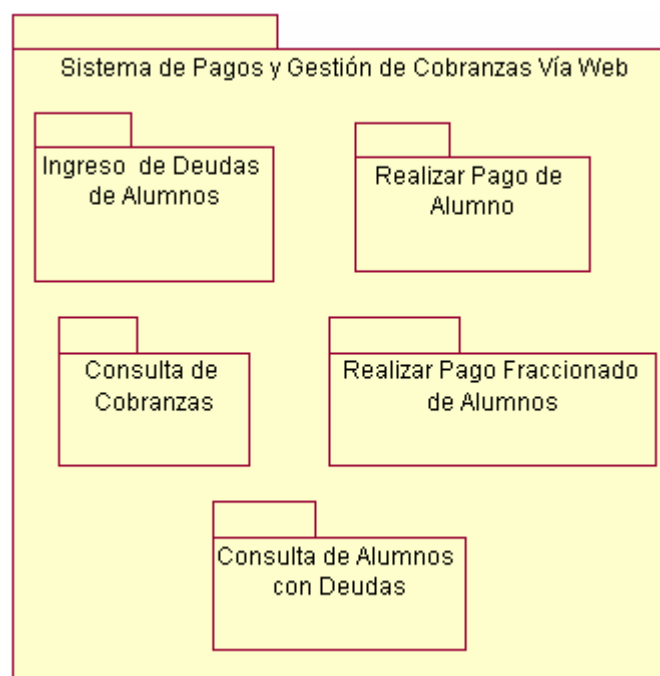 Sistema de Pagos y Gestión de Cobranzas Vía Web
Ingreso de Deudas
de Alumnos
Realizar Pago de
Alumno
Consulta de
Cobranzas
Realizar Pago Fraccionado
de Alumnos
Consulta de Alumnos
con Deudas